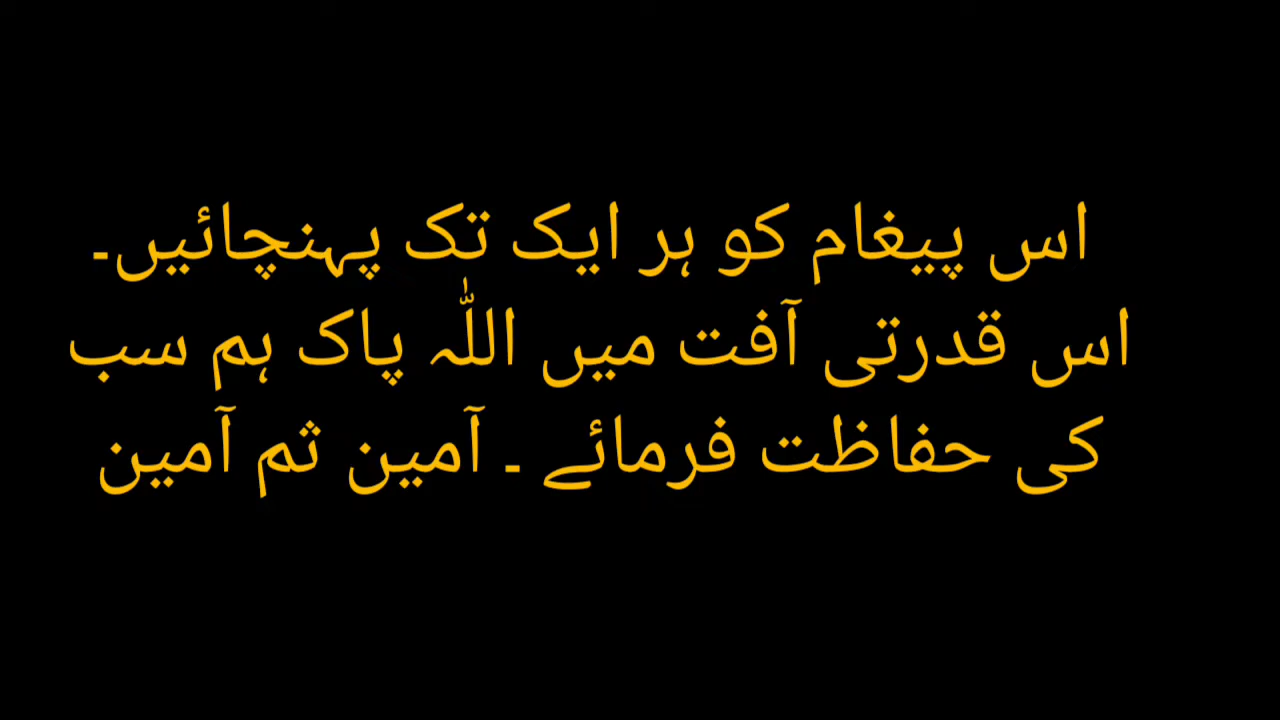 اس پیغام کو ہر ایک تک پہنچائیں۔
اس قدرتی آفت میں اللّٰہ پاک ہم سب
کی حفاظت فرمائے ۔ آمین ثم آمین